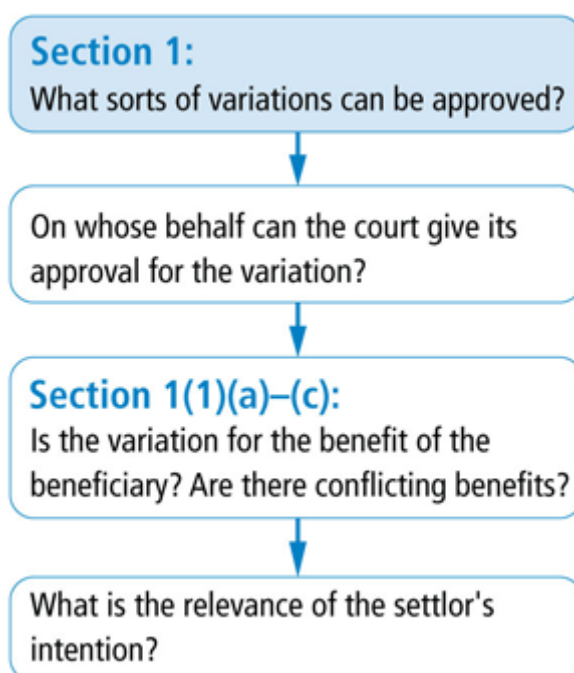 Section 1:
What sorts of variations can be approved?
On whose behalf can the court give its
approval for the variation?
Section 1(1)(a)–(c):
Is the variation for the benefit of the
beneficiary? Are there conflicting benefits?
What is the relevance of the settlor's
intention?